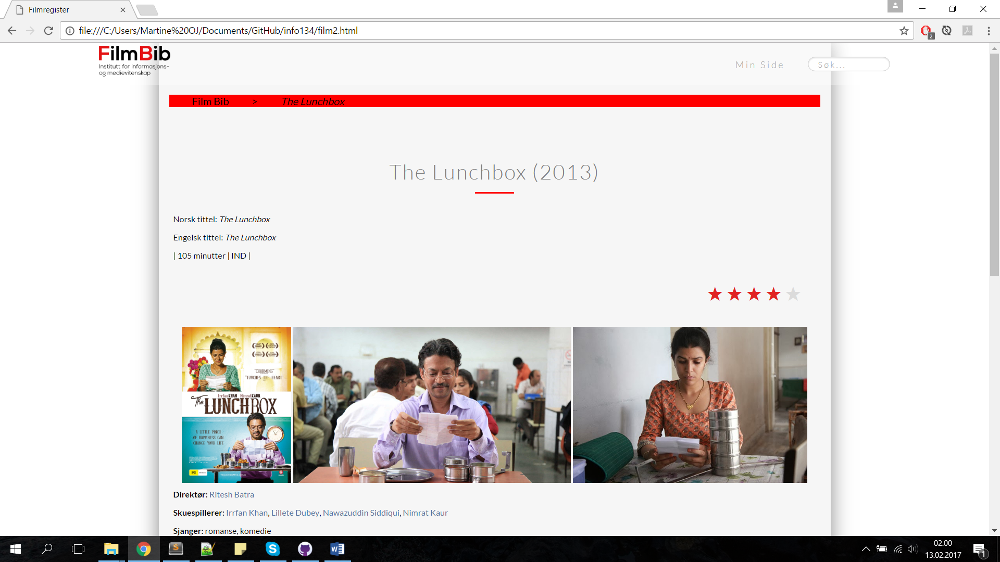 Filmregister
file:///C:/Users/Martine%20OJ/Documents/GitHub/info134/film2.html
2
FilmBib
Institutt for informasjons-
og medievitenskap
Min Side
Søk...
Film Bib > The Lunchbox
The Lunchbox (2013)
Norsk tittel: The Lunchbox
Engelsk tittel: The Lunchbox
| 105 minutter | IND |
"CHARMING"
"TOUCHES THE HEART"
Irrfan KHAN Nimrat KAUR
The LUNCHBOX
A LITTLE PINCH
OF HAPPINESS CAN
CHANGE YOUR LIFE
PG
Direktør: Ritesh Batra
Skuespillerer: Irrfan Khan, Lillete Dubey, Nawazuddin Siddiqui, Nimrat Kaur
Sjanger: romanse, komedie
02.00
13.02.2017
1